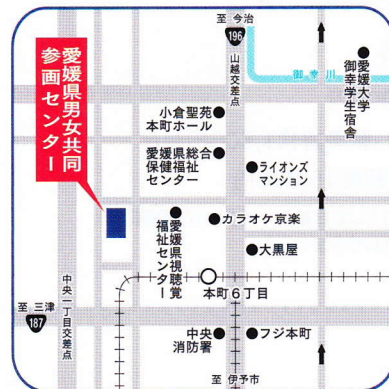 至 今治
196
山越交差点
御幸川
愛媛大学
御幸学生宿舎
愛媛県男女共同
参画センター
小倉聖苑
本町ホール
愛媛県総合
保健福祉
センター
ライオンズ
マンション
カラオケ京楽
愛媛県視聴覚
福祉センター
大黒屋
本町6丁目
中央一丁目交差点
至 三津
187
中央
消防署
フジ本町
至 伊予市